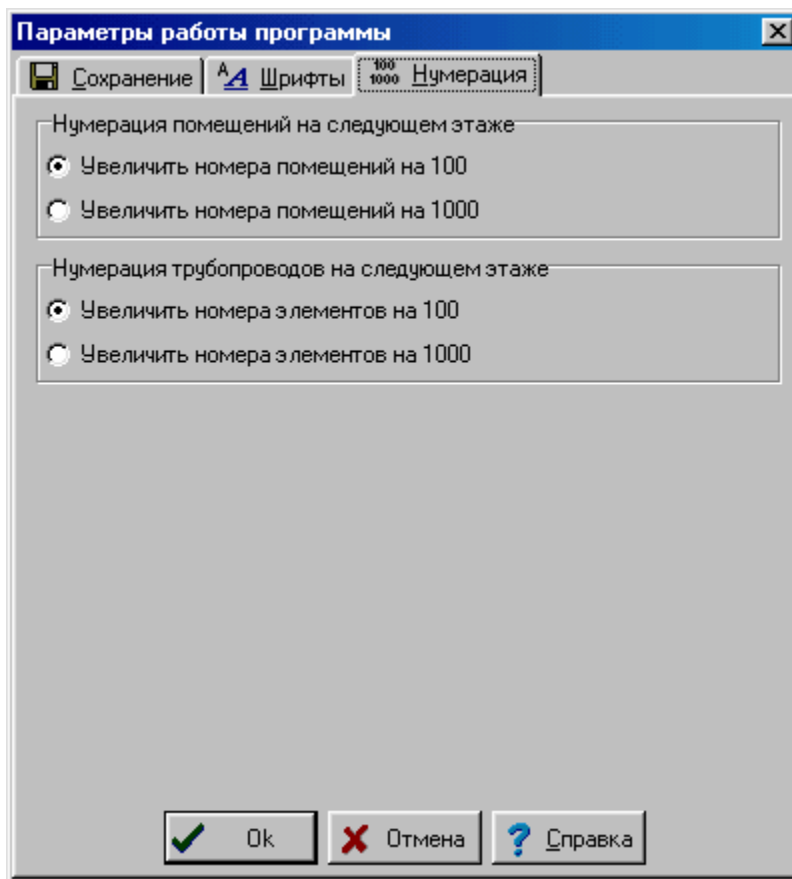 Параметры работы программы
Сохранение АА Шрифты 100 1000 Нумерация
Нумерация помещений на следующем этаже
Увеличить номера помещений на 100
Увеличить номера помещений на 1000
Нумерация трубопроводов на следующем этаже
Увеличить номера элементов на 100
Увеличить номера элементов на 1000
Ok Отмена ? Справка